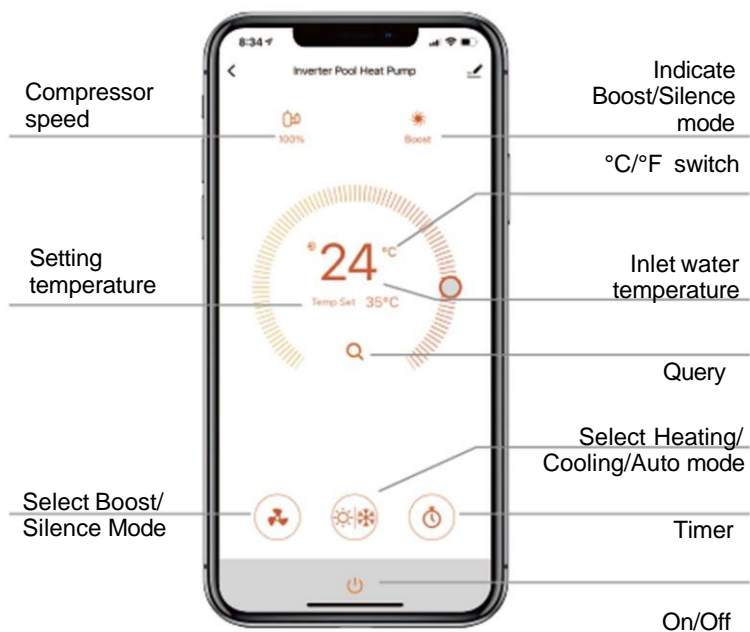 8:34
Inverter Pool Heat Pump
Compressor
speed
Indicate
Boost/Silence
mode
100%
Boost
°C/°F switch
24 °C
Setting
temperature
Inlet water
temperature
Temp Set 35°C
Query
Select Heating/
Cooling/Auto mode
Select Boost/
Silence Mode
Timer
On/Off